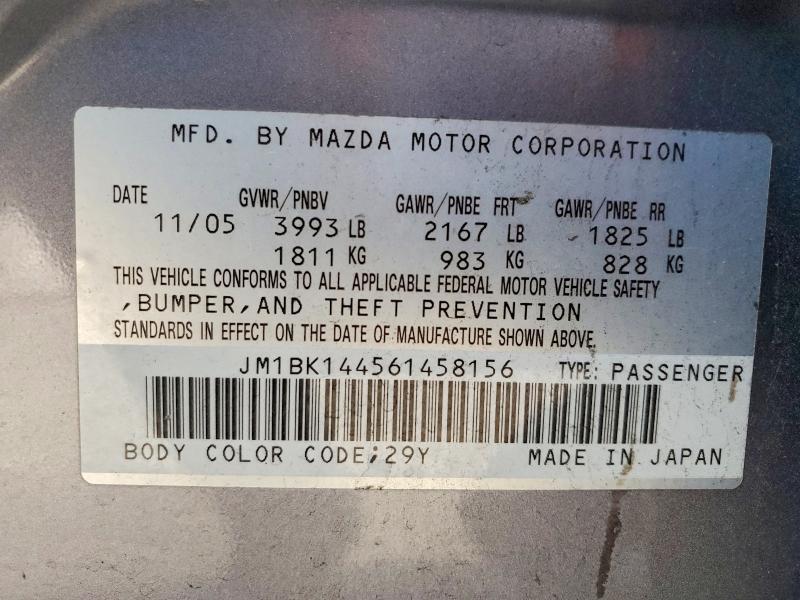 MFD. BY MAZDA MOTOR CORPORATION
DATE GVWR/PNBV GAWR/PNBE FRT GAWR/PNBE RR
11/05 3993 LB 2167 LB 1825 LB
1811 KG 983 KG 828 KG
THIS VEHICLE CONFORMS TO ALL APPLICABLE FEDERAL MOTOR VEHICLE SAFETY
,BUMPER,AND THEFT PREVENTION
STANDARDS IN EFFECT ON THE DATE OF MANUFACTURE SHOWN ABOVE.
JM1BK144561458156 TYPE: PASSENGER
BODY COLOR CODE;29Y MADE IN JAPAN